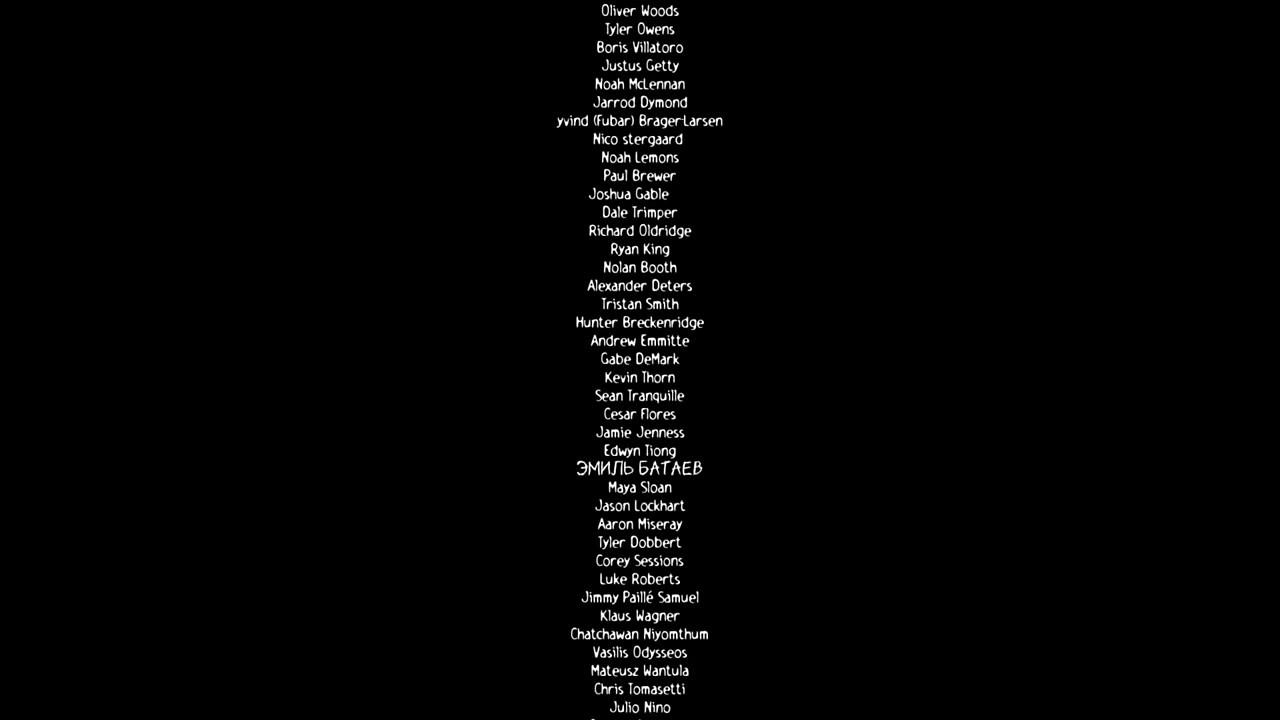 Oliver Woods
Tyler Owens
Boris Villatoro
Justus Getty
Noah McLennan
Jarrod Dymond
yvind (Fubar) Brager-Larsen
Nico stergaard
Noah Lemons
Paul Brewer
Joshua Gable
Dale Trimper
Richard Oldridge
Ryan King
Nolan Booth
Alexander Deters
Tristan Smith
Hunter Breckenridge
Andrew Emmitte
Gabe DeMark
Kevin Thorn
Sean Tranquille
Cesar Flores
Jamie Jenness
Edwyn Tiong
ЭМИЛЬ БАТАЕВ
Maya Sloan
Jason Lockhart
Aaron Miseray
Tyler Dobbert
Corey Sessions
Luke Roberts
Jimmy Paillé Samuel
Klaus Wagner
Chatchawan Niyomthum
Vasilis Odysseos
Mateusz Wantula
Chris Tomasetti
Julio Nino